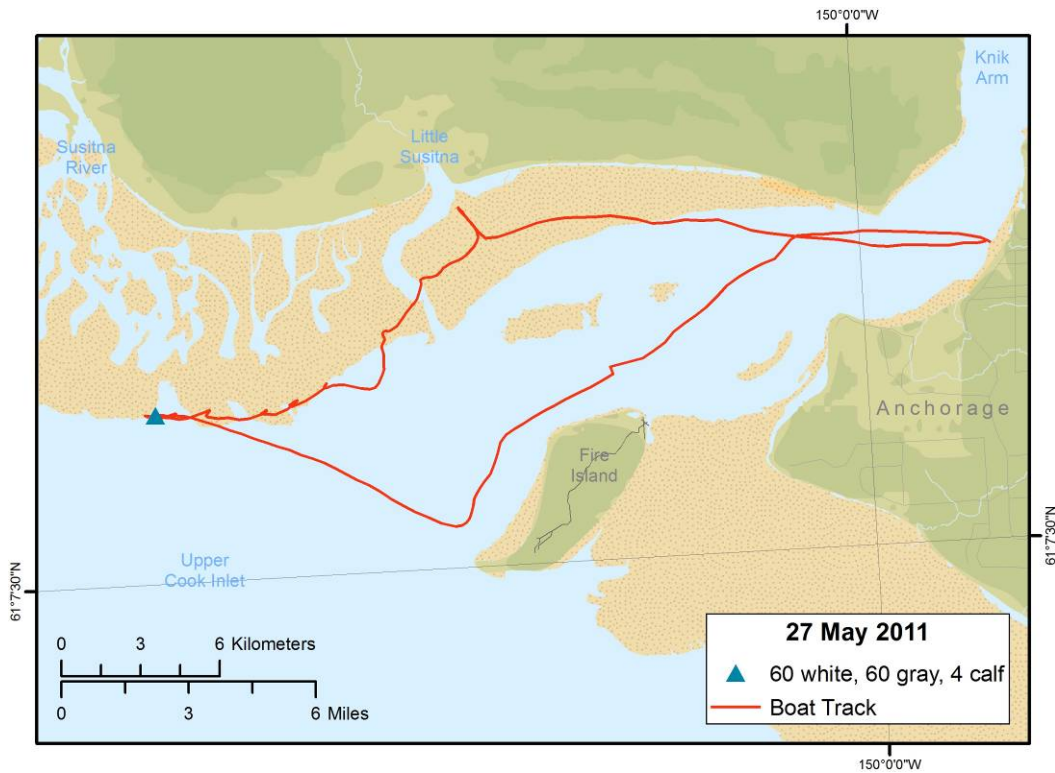 150°0'0"W
Knik
Arm
Little
Susitna
Susitna
River
Anchorage
Fire
Island
Upper
Cook Inlet
61°7'30"N
61°7'30"N
0 3 6 Kilometers
0 3 6 Miles
27 May 2011
60 white, 60 gray, 4 calf
Boat Track
150°0'0"W